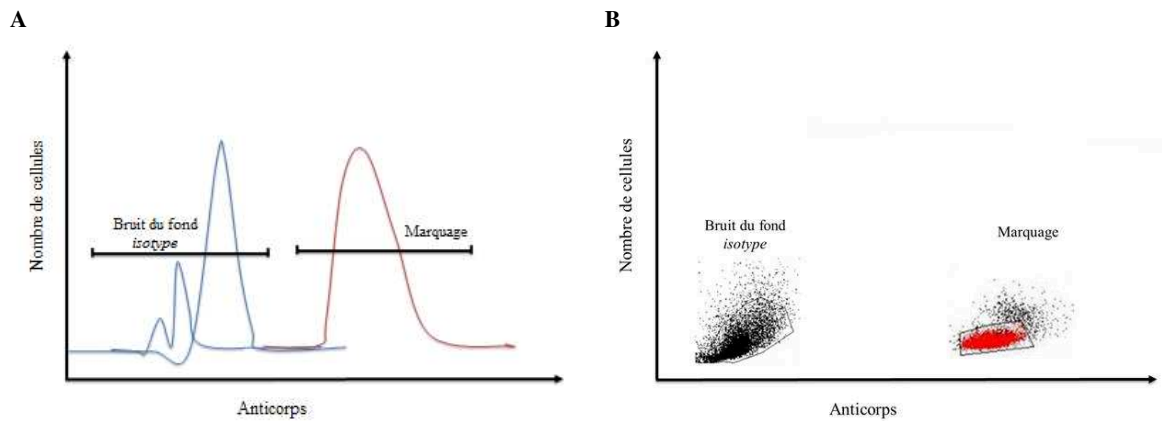 A
Nombre de cellules
Bruit du fond
isotype
Marquage
Anticorps
B
Nombre de cellules
Bruit du fond
isotype
Marquage
Anticorps